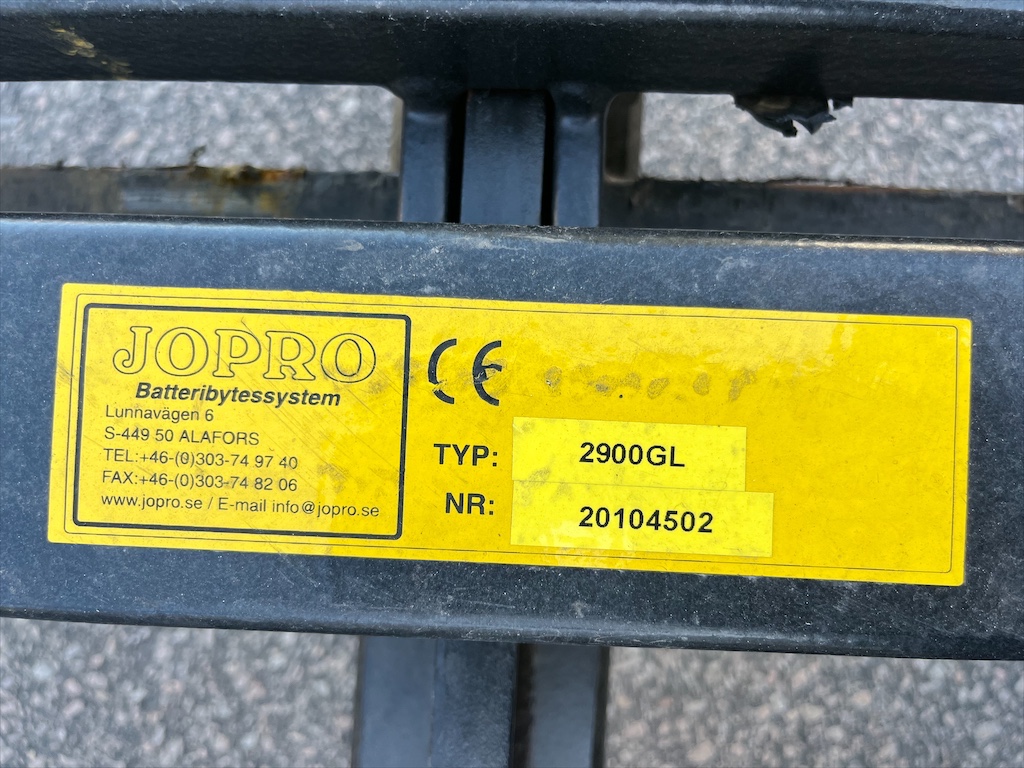 JOPRO
Batteribytessystem
Lunnavägen 6
S-449 50 ALAFORS
TEL:+46-(0)303-74 97 40
FAX:+46-(0)303-74 82 06
www.jopro.se / E-mail info@jopro.se
CE
TYP: 2900GL
NR: 20104502